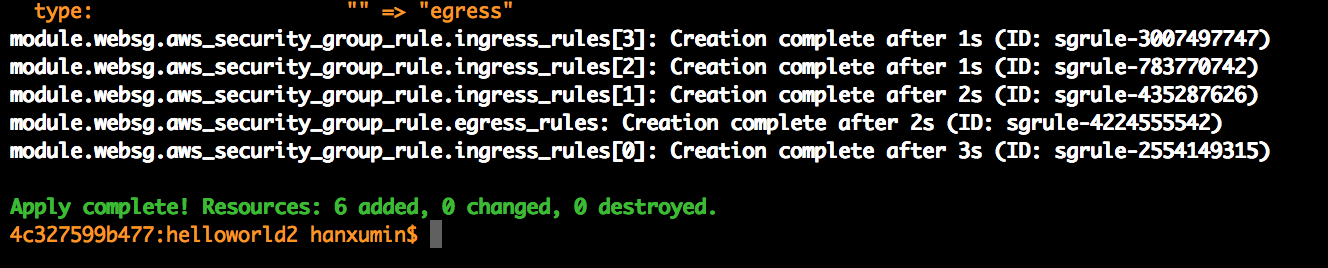 type: "" => "egress"
module.websg.aws_security_group_rule.ingress_rules[3]: Creation complete after 1s (ID: sgrule-3007497747)
module.websg.aws_security_group_rule.ingress_rules[2]: Creation complete after 1s (ID: sgrule-783770742)
module.websg.aws_security_group_rule.ingress_rules[1]: Creation complete after 2s (ID: sgrule-435287626)
module.websg.aws_security_group_rule.egress_rules: Creation complete after 2s (ID: sgrule-4224555542)
module.websg.aws_security_group_rule.ingress_rules[0]: Creation complete after 3s (ID: sgrule-2554149315)
Apply complete! Resources: 6 added, 0 changed, 0 destroyed.
4c327599b477:helloworld2 hanxumin$